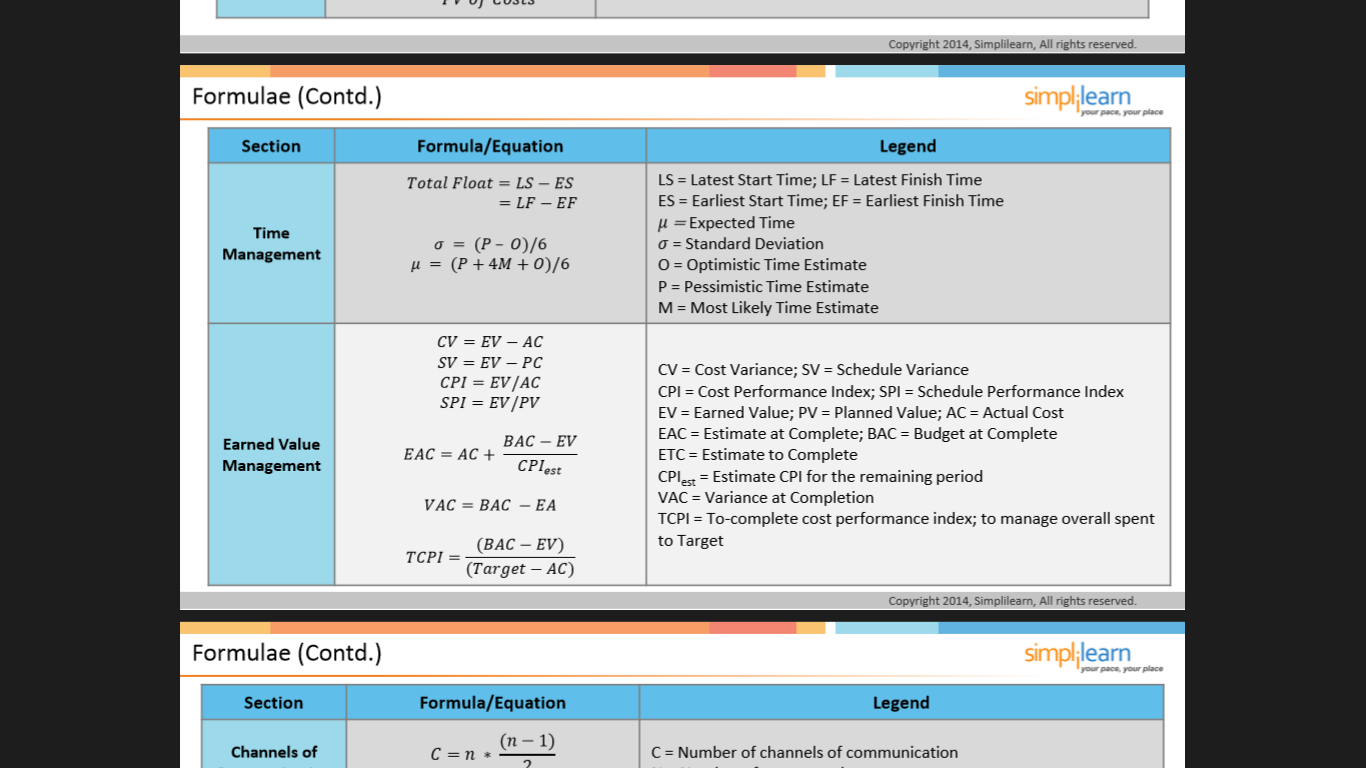 PV of Costs
Copyright 2014, Simplilearn, All rights reserved.
Formulae (Contd.)
simplilearn
your pace, your place
Section Formula/Equation Legend
Time
Management
Total Float = LS − ES
= LF − EF
σ = (P − O)/6
μ = (P + 4M + O)/6
LS = Latest Start Time; LF = Latest Finish Time
ES = Earliest Start Time; EF = Earliest Finish Time
μ = Expected Time
σ = Standard Deviation
O = Optimistic Time Estimate
P = Pessimistic Time Estimate
M = Most Likely Time Estimate
Earned Value
Management
CV = EV − AC
SV = EV − PC
CPI = EV/AC
SPI = EV/PV
EAC = AC + (BAC − EV)/CPIest
VAC = BAC − EA
TCPI = (BAC − EV)/(Target − AC)
CV = Cost Variance; SV = Schedule Variance
CPI = Cost Performance Index; SPI = Schedule Performance Index
EV = Earned Value; PV = Planned Value; AC = Actual Cost
EAC = Estimate at Complete; BAC = Budget at Complete
ETC = Estimate to Complete
CPIest = Estimate CPI for the remaining period
VAC = Variance at Completion
TCPI = To-complete cost performance index; to manage overall spent
to Target
Copyright 2014, Simplilearn, All rights reserved.
Formulae (Contd.)
simplilearn
your pace, your place
Section Formula/Equation Legend
Channels of
C = n * (n − 1)/2
C = Number of channels of communication